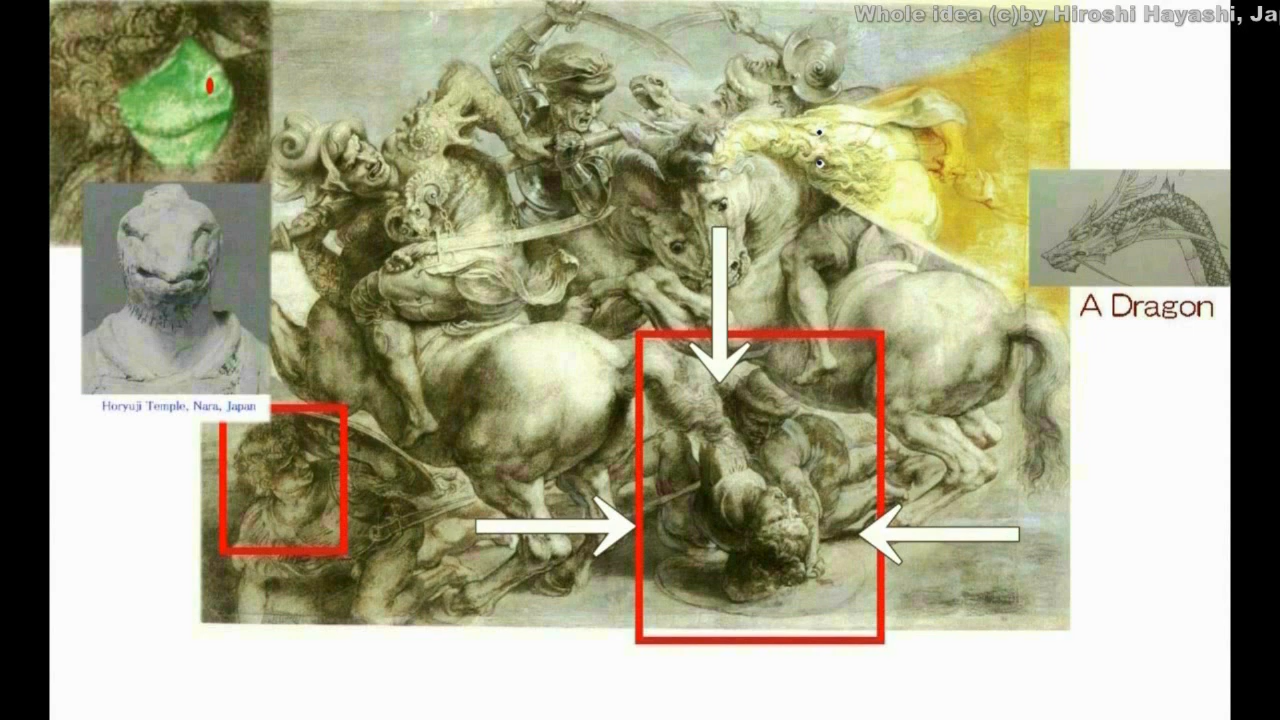 Whole idea (c)by Hiroshi Hayashi, Ja
A Dragon
Horyuji Temple, Nara, Japan